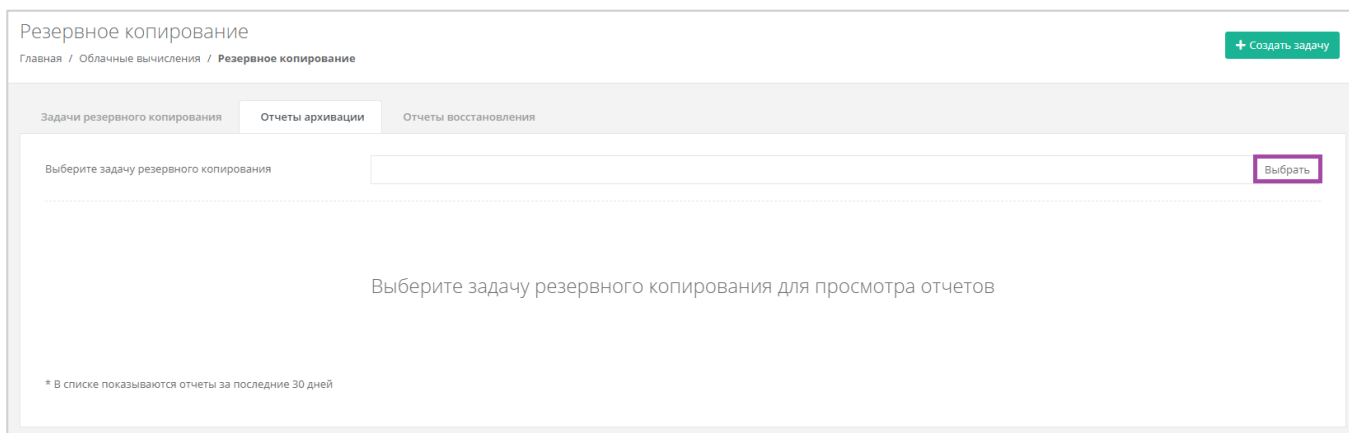 Резервное копирование
+ Создать задачу
Главная / Облачные вычисления / Резервное копирование
Задачи резервного копирования Отчеты архивации Отчеты восстановления
Выберите задачу резервного копирования Выбрать
Выберите задачу резервного копирования для просмотра отчетов
* В списке показываются отчеты за последние 30 дней